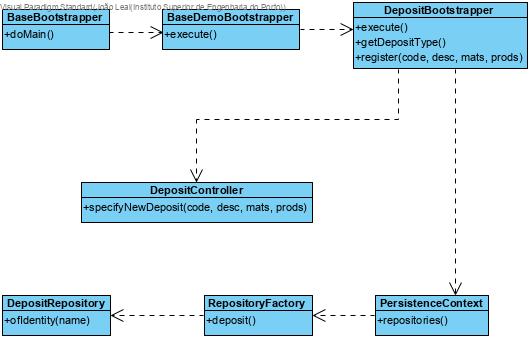 Visual Paradigm Standard(João Leal(Instituto Superior de Engenharia do Porto))
BaseBootstrapper
+doMain()
BaseDemoBootstrapper
+execute()
DepositBootstrapper
+execute()
+getDepositType()
+register(code, desc, mats, prods)
DepositController
+specifyNewDeposit(code, desc, mats, prods)
DepositRepository
+ofIdentity(name)
RepositoryFactory
+deposit()
PersistenceContext
+repositories()